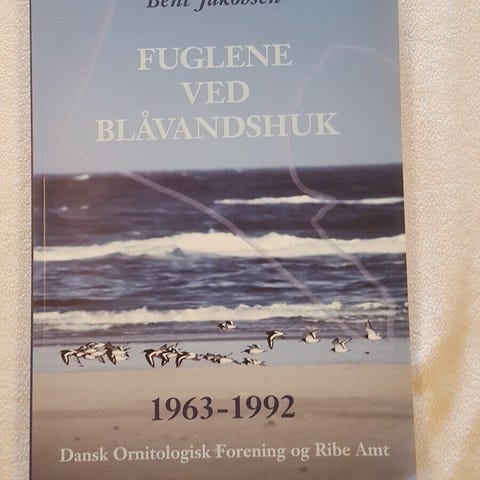 Bent Jakobsen
FUGLENE
VED
BLÅVANDSHUK
1963-1992
Dansk Ornitologisk Forening og Ribe Amt